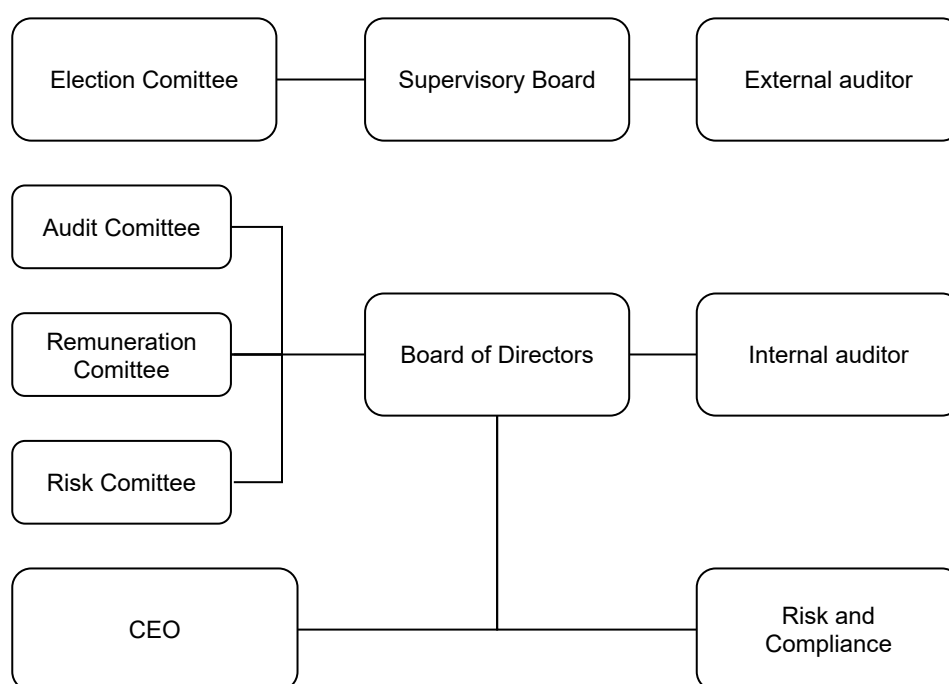 Election Comittee
Supervisory Board
External auditor
Audit Comittee
Remuneration
Comittee
Board of Directors
Internal auditor
Risk Comittee
CEO
Risk and
Compliance